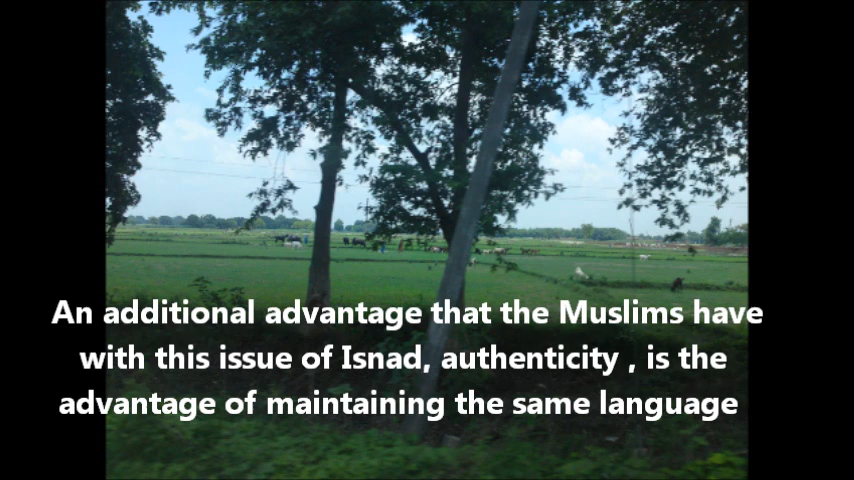 An additional advantage that the Muslims have
with this issue of Isnad, authenticity , is the
advantage of maintaining the same language